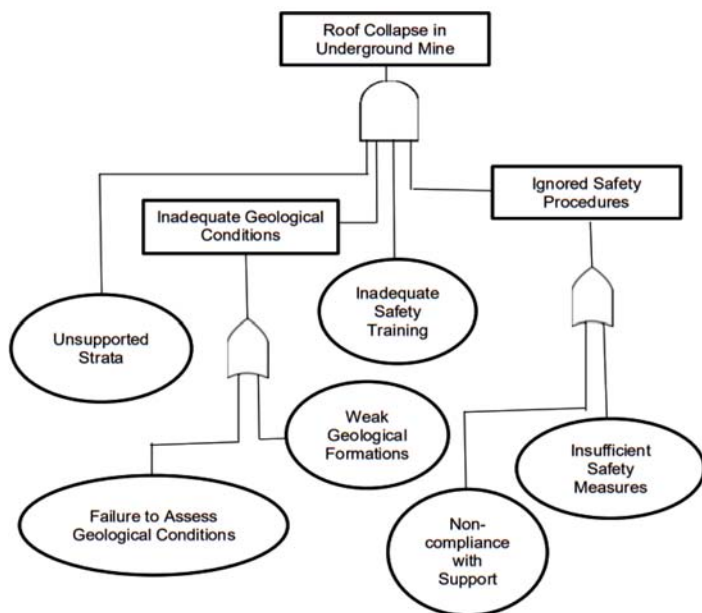 Roof Collapse in
Underground Mine
Ignored Safety
Procedures
Inadequate Geological
Conditions
Inadequate
Safety
Training
Unsupported
Strata
Weak
Geological
Formations
Insufficient
Safety
Measures
Failure to Assess
Geological Conditions
Non-
compliance
with
Support